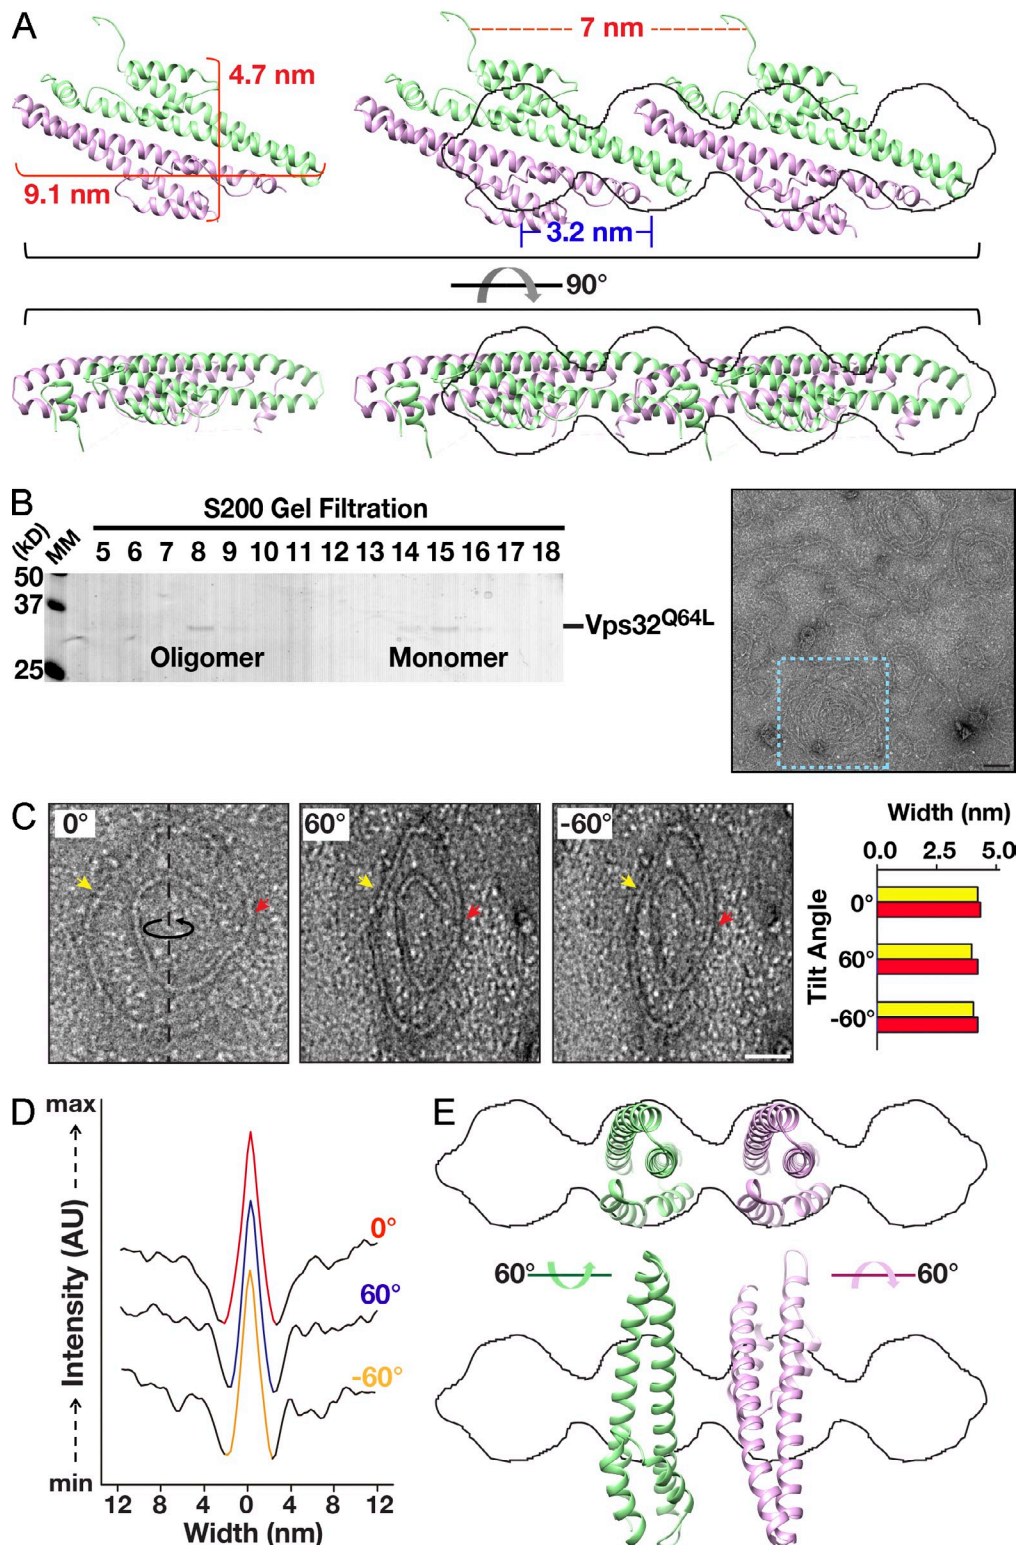 A
4.7 nm
9.1 nm
7 nm
3.2 nm
90°
B
S200 Gel Filtration
(kD) MM 5 6 7 8 9 10 11 12 13 14 15 16 17 18
50
37
25
Oligomer
Monomer
Vps32Q64L
C
0°
60°
-60°
Width (nm)
0.0 2.5 5.0
Tilt Angle
0°
60°
-60°
D
max
Intensity (AU)
min
0°
60°
-60°
12 8 4 0 4 8 12
Width (nm)
E
60°
60°